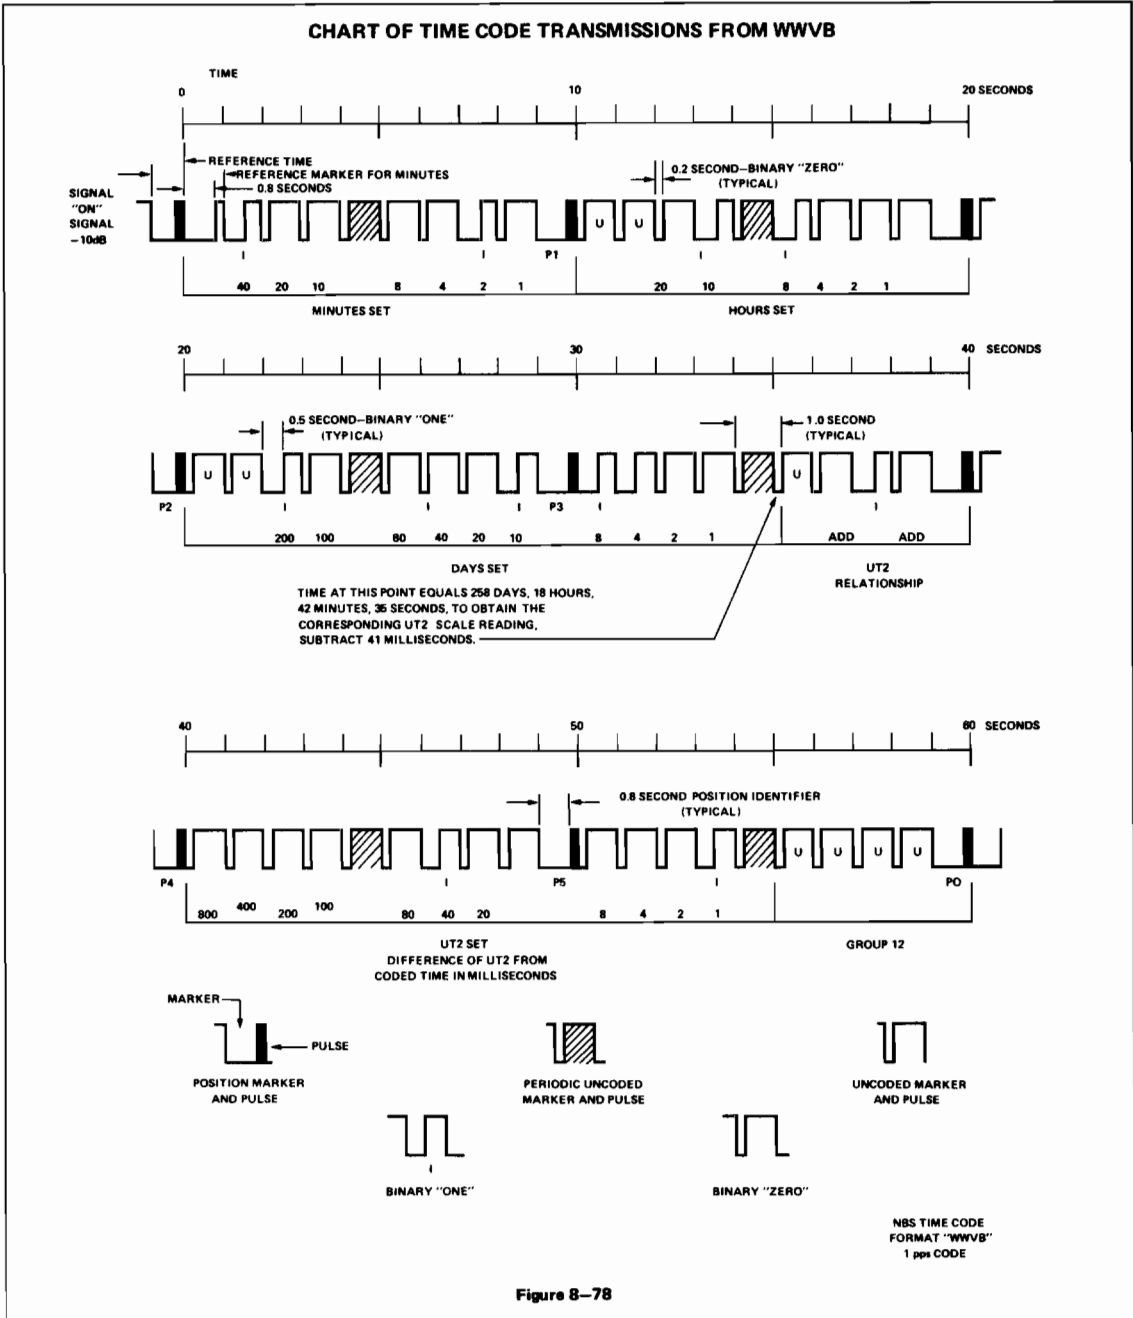 CHART OF TIME CODE TRANSMISSIONS FROM WWVB
TIME
0 10 20 SECONDS
REFERENCE TIME
REFERENCE MARKER FOR MINUTES
0.8 SECONDS
0.2 SECOND–BINARY "ZERO"
(TYPICAL)
SIGNAL
"ON"
SIGNAL
–10dB
U U
I I P1 I I
40 20 10 8 4 2 1 20 10 8 4 2 1
MINUTES SET HOURS SET
20 30 40 SECONDS
0.5 SECOND–BINARY "ONE"
(TYPICAL)
1.0 SECOND
(TYPICAL)
U U U
P2 I I I P3 I I
200 100 80 40 20 10 8 4 2 1 ADD ADD
DAYS SET
UT2
RELATIONSHIP
TIME AT THIS POINT EQUALS 258 DAYS, 18 HOURS,
42 MINUTES, 35 SECONDS, TO OBTAIN THE
CORRESPONDING UT2 SCALE READING,
SUBTRACT 41 MILLISECONDS.
40 50 60 SECONDS
0.8 SECOND POSITION IDENTIFIER
(TYPICAL)
U U U U
P4 I P5 I PO
800 400 200 100 80 40 20 8 4 2 1
UT2 SET
DIFFERENCE OF UT2 FROM
CODED TIME IN MILLISECONDS
GROUP 12
MARKER
PULSE
POSITION MARKER
AND PULSE
PERIODIC UNCODED
MARKER AND PULSE
UNCODED MARKER
AND PULSE
I
BINARY "ONE"
BINARY "ZERO"
NBS TIME CODE
FORMAT "WWVB"
1 pps CODE
Figure 8–78